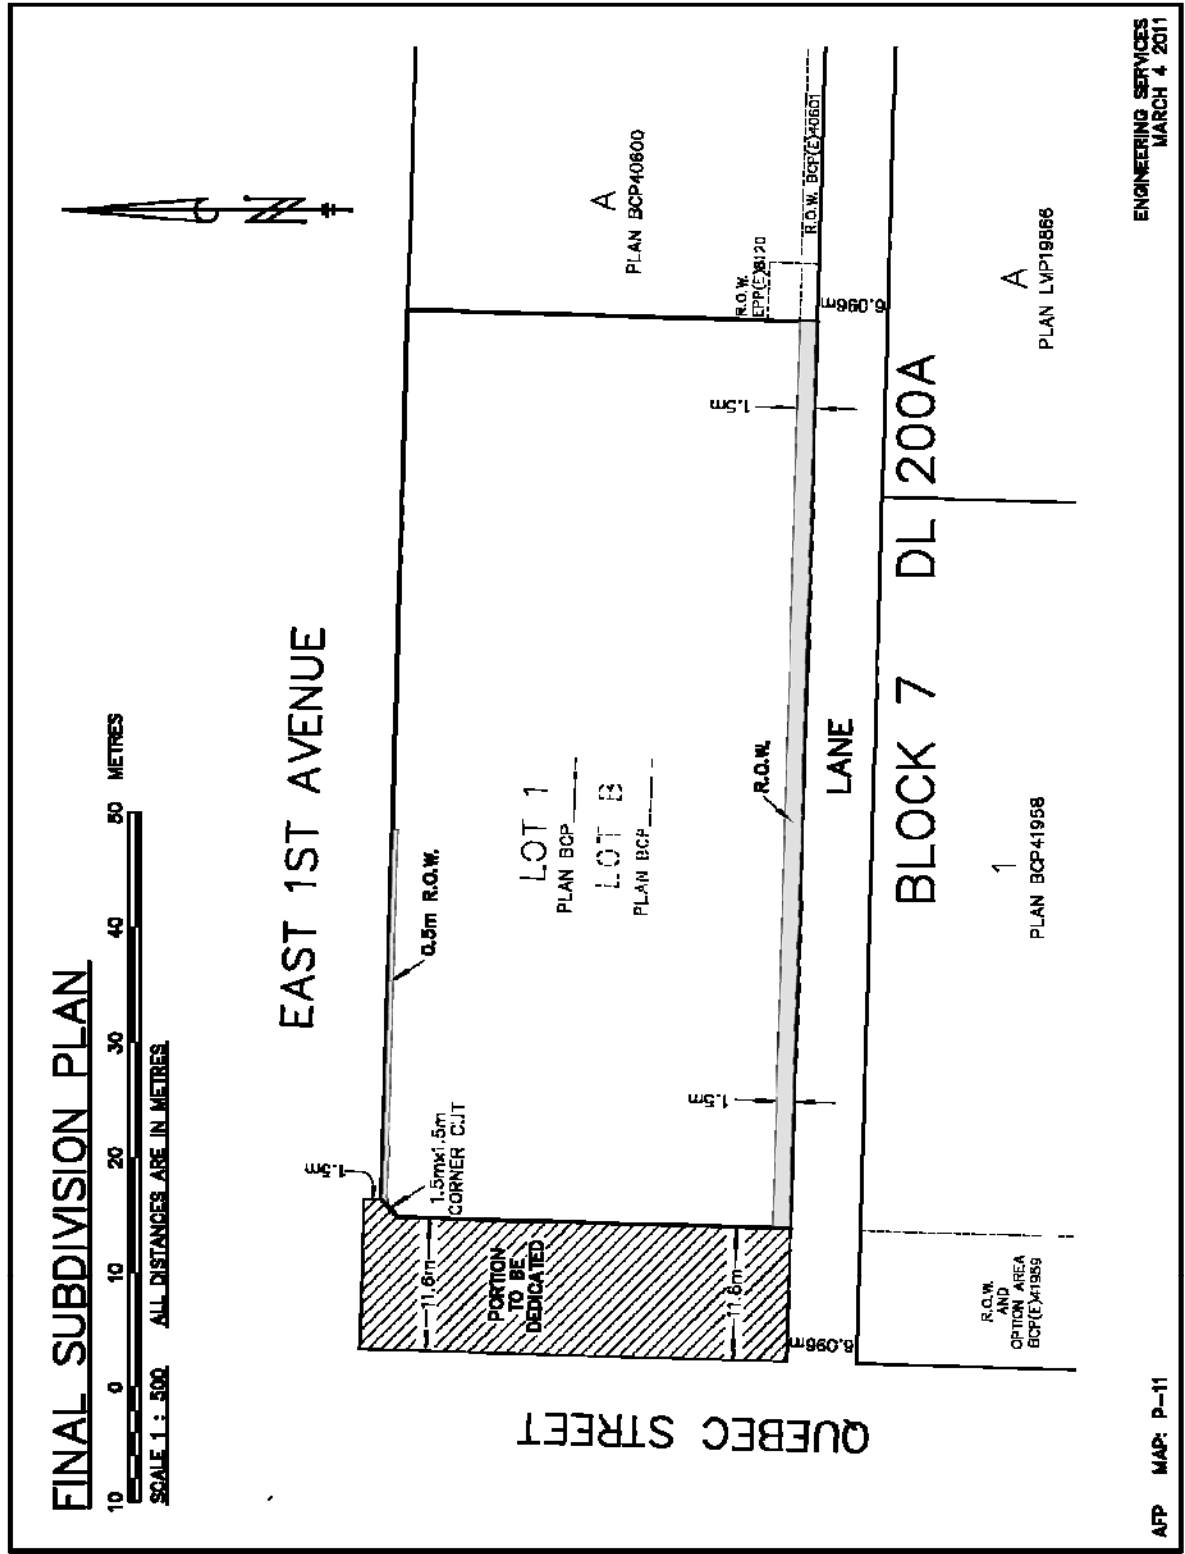 FINAL SUBDIVISION PLAN
10 0 10 20 30 40 50 METRES
SCALE 1 : 500 ALL DISTANCES ARE IN METRES
N
EAST 1ST AVENUE
1.5m
1.5mx1.5m
CORNER CUT
0.5m R.O.W.
11.6m
PORTION
TO BE
DEDICATED
11.6m
LOT 1
PLAN BCP____
LOT B
PLAN BCP____
A
PLAN BCP40600
R.O.W.
EPP(E)8120
R.O.W. BCP(E)40601
1.5m
1.5m
R.O.W.
6.096m
6.096m
LANE
QUEBEC STREET
BLOCK 7 DL 200A
R.O.W.
AND
OPTION AREA
BCP(E)41959
1
PLAN BCP41958
A
PLAN LMP19866
AFP MAP: P-11
ENGINEERING SERVICES
MARCH 4 2011